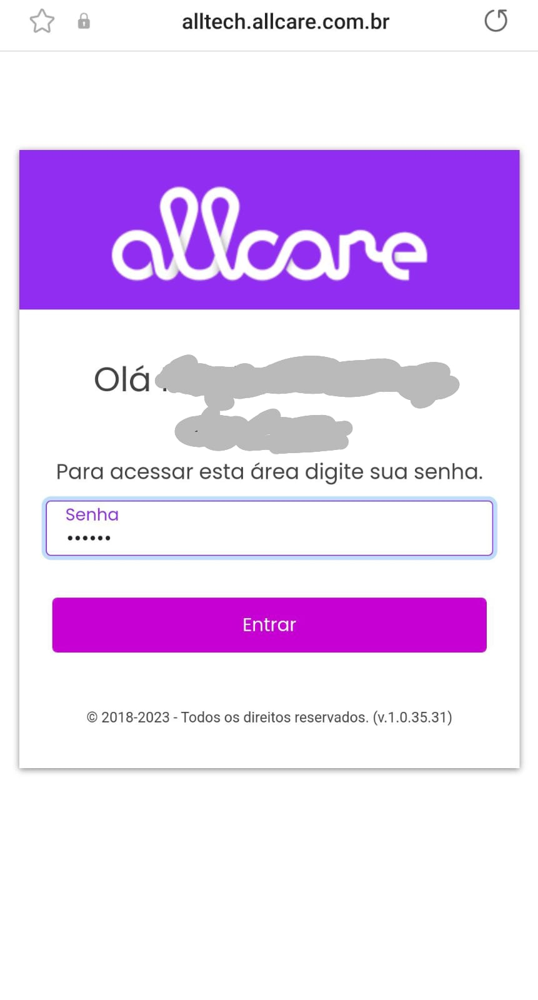 alltech.allcare.com.br
allcare
Olá
Para acessar esta área digite sua senha.
Senha
••••••
Entrar
© 2018-2023 - Todos os direitos reservados. (v.1.0.35.31)